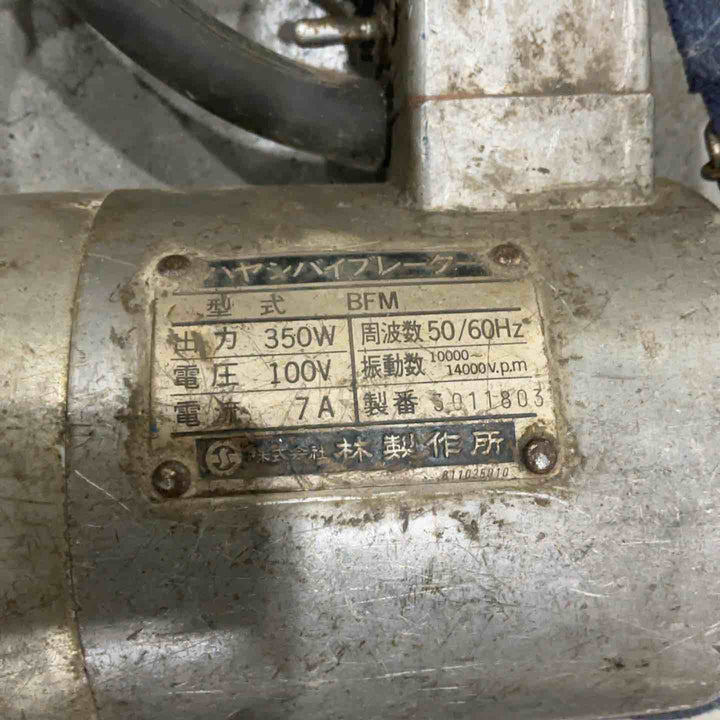 ハヤシバイブレーター
型式 BFM
出力 350W 周波数 50/60Hz
電圧 100V 振動数 10000~14000v.p.m
電流 7A 製番 3011803
株式会社 林製作所
611025010